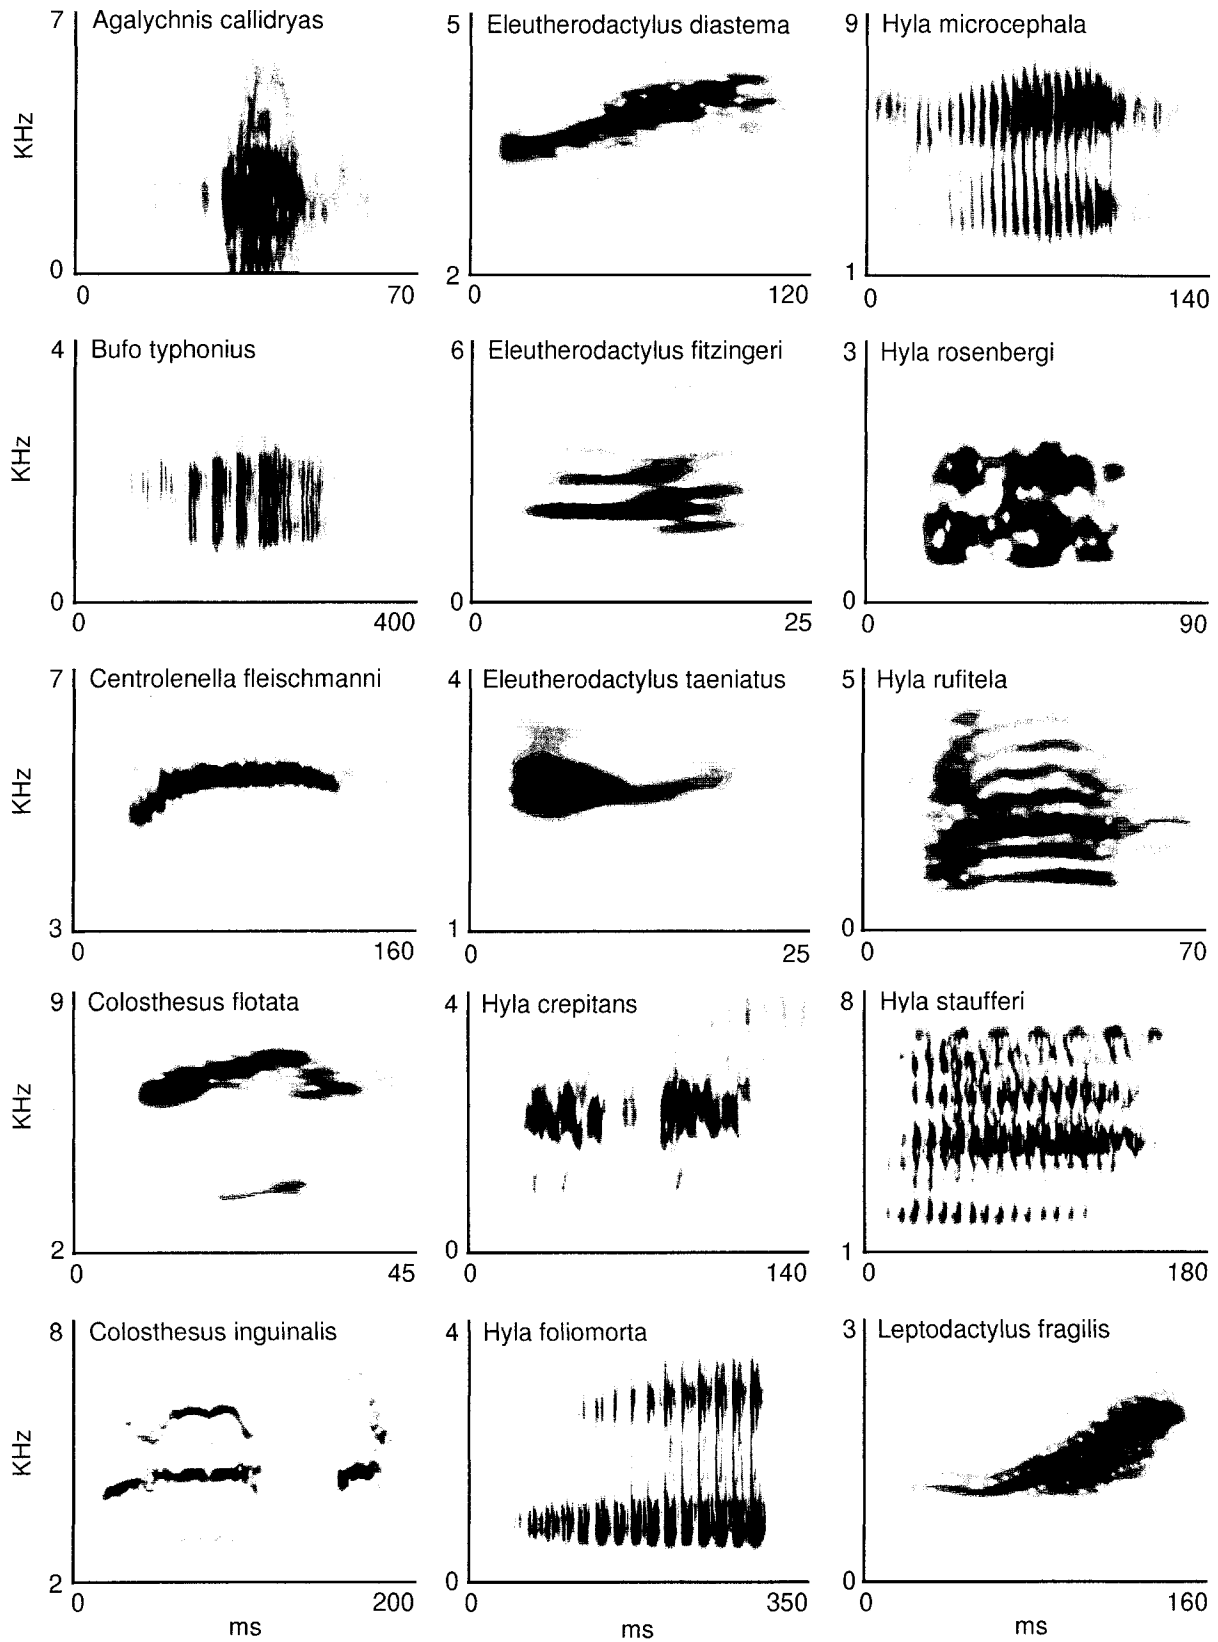 7 Agalychnis callidryas
KHz
0
0 70
5 Eleutherodactylus diastema
2
0 120
9 Hyla microcephala
1
0 140
4 Bufo typhonius
KHz
0
0 400
6 Eleutherodactylus fitzingeri
0
0 25
3 Hyla rosenbergi
0
0 90
7 Centrolenella fleischmanni
KHz
3
0 160
4 Eleutherodactylus taeniatus
1
0 25
5 Hyla rufitela
0
0 70
9 Colosthesus flotata
KHz
2
0 45
4 Hyla crepitans
0
0 140
8 Hyla staufferi
1
0 180
8 Colosthesus inguinalis
KHz
2
0 200
ms
4 Hyla foliomorta
0
0 350
ms
3 Leptodactylus fragilis
0
0 160
ms